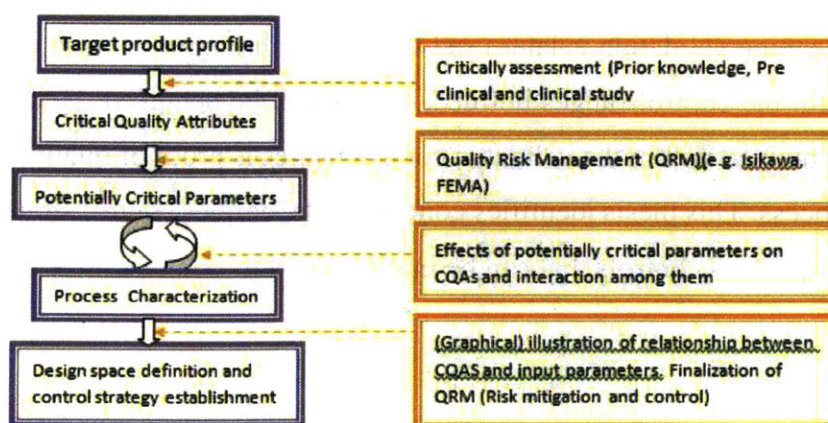 Target product profile
Critically assessment (Prior knowledge, Pre
clinical and clinical study
Critical Quality Attributes
Quality Risk Management (QRM)(e.g. Isikawa,
FEMA)
Potentially Critical Parameters
Effects of potentially critical parameters on
CQAs and interaction among them
Process Characterization
(Graphical) illustration of relationship between
CQAS and input parameters. Finalization of
QRM (Risk mitigation and control)
Design space definition and
control strategy establishment